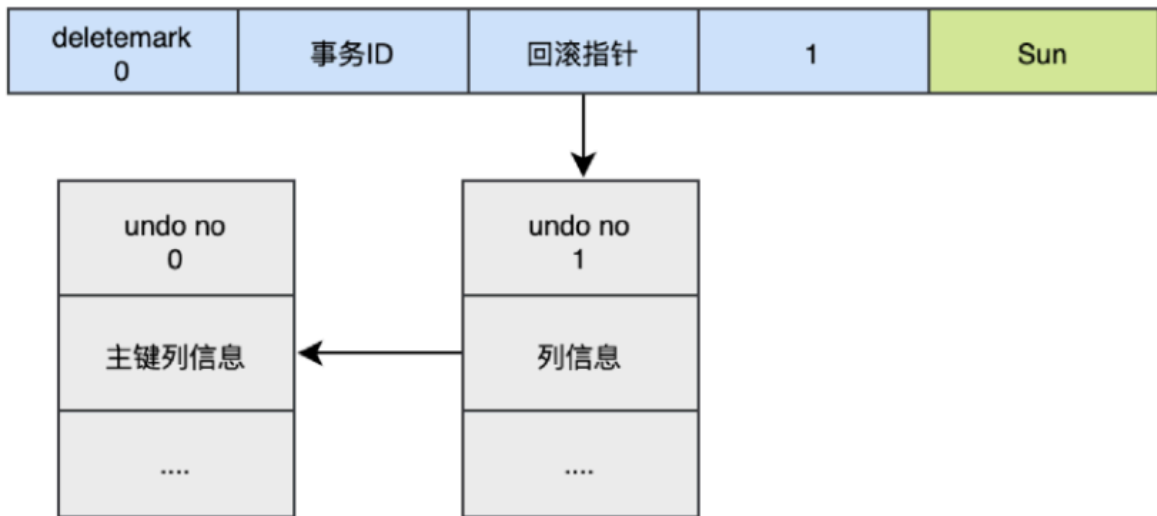 deletemark
0
事务ID
回滚指针
1
Sun
undo no
0
undo no
1
主键列信息
列信息
....
....